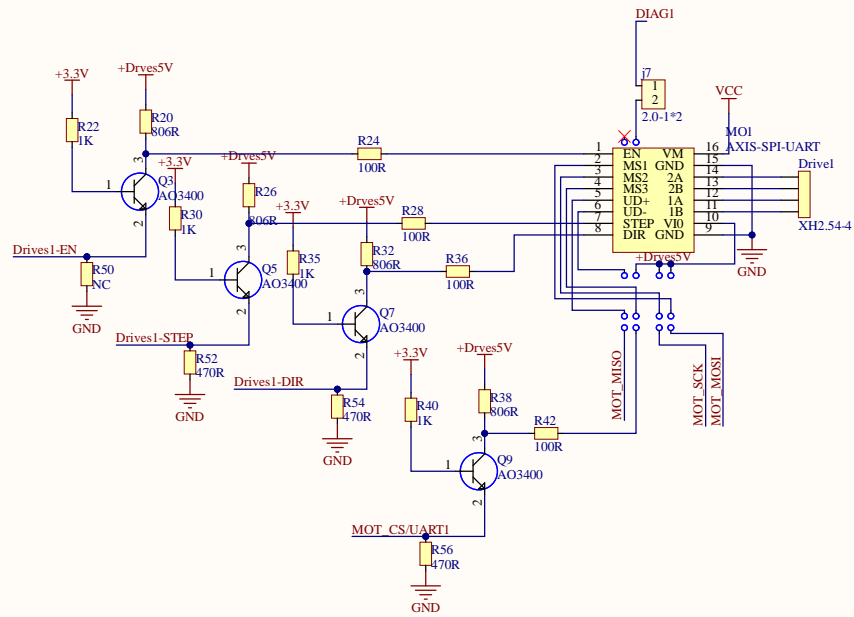 DIAG1
+3.3V
+Drves5V
j7
1
2
2.0-1*2
VCC
R22
1K
R20
806R
R24
100R
MO1
AXIS-SPI-UART
1
2
3
4
5
6
7
8
EN
MS1
MS2
MS3
UD+
UD-
STEP
DIR
VM
GND
2A
2B
1A
1B
VI0
GND
16
15
14
13
12
11
10
9
Drive1
XH2.54-4
GND
+Drves5V
3
1
2
Q3
AO3400
+3.3V
+Drves5V
R30
1K
R26
806R
R28
100R
Drives1-EN
R50
NC
GND
3
1
2
Q5
AO3400
+3.3V
+Drves5V
R35
1K
R32
806R
R36
100R
Drives1-STEP
R52
470R
GND
3
1
2
Q7
AO3400
Drives1-DIR
R54
470R
GND
+3.3V
+Drves5V
R40
1K
R38
806R
R42
100R
3
1
2
Q9
AO3400
MOT_CS/UART1
R56
470R
GND
MOT_MISO
MOT_SCK
MOT_MOSI